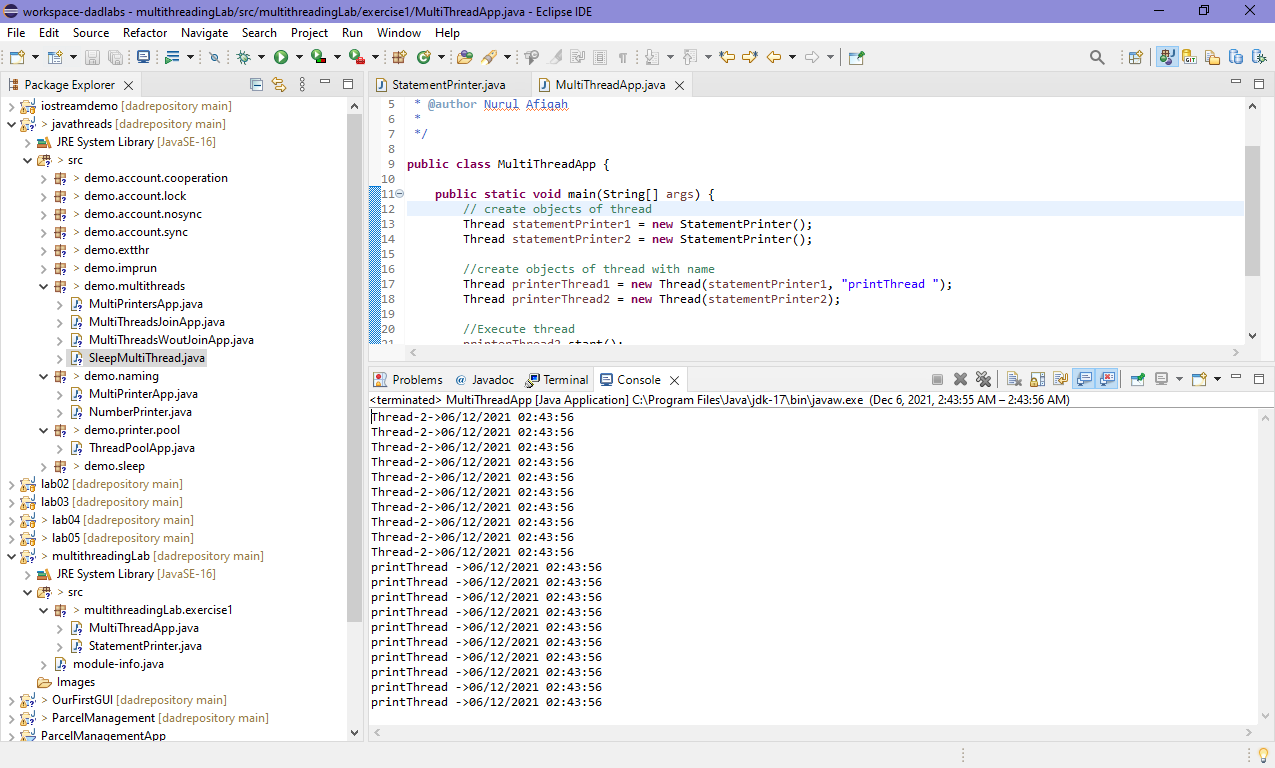 workspace-dadlabs - multithreadingLab/src/multithreadingLab/exercise1/MultiThreadApp.java - Eclipse IDE
File Edit Source Refactor Navigate Search Project Run Window Help
Package Explorer
iostreamdemo [dadrepository main]
> javathreads [dadrepository main]
JRE System Library [JavaSE-16]
> src
> demo.account.cooperation
> demo.account.lock
> demo.account.nosync
> demo.account.sync
> demo.extthr
> demo.imprun
> demo.multithreads
MultiPrintersApp.java
MultiThreadsJoinApp.java
MultiThreadsWoutJoinApp.java
SleepMultiThread.java
> demo.naming
MultiPrinterApp.java
NumberPrinter.java
> demo.printer.pool
ThreadPoolApp.java
> demo.sleep
lab02 [dadrepository main]
lab03 [dadrepository main]
> lab04 [dadrepository main]
> lab05 [dadrepository main]
> multithreadingLab [dadrepository main]
JRE System Library [JavaSE-16]
> src
> multithreadingLab.exercise1
MultiThreadApp.java
StatementPrinter.java
module-info.java
Images
> OurFirstGUI [dadrepository main]
> ParcelManagement [dadrepository main]
ParcelManagementApp
StatementPrinter.java MultiThreadApp.java
5 * @author Nurul Afiqah
6 *
7 */
8
9 public class MultiThreadApp {
10
11 public static void main(String[] args) {
12 // create objects of thread
13 Thread statementPrinter1 = new StatementPrinter();
14 Thread statementPrinter2 = new StatementPrinter();
15
16 //create objects of thread with name
17 Thread printerThread1 = new Thread(statementPrinter1, "printThread ");
18 Thread printerThread2 = new Thread(statementPrinter2);
19
20 //Execute thread
21 printerThread2.start();
Problems @ Javadoc Terminal Console
<terminated> MultiThreadApp [Java Application] C:\Program Files\Java\jdk-17\bin\javaw.exe (Dec 6, 2021, 2:43:55 AM – 2:43:56 AM)
Thread-2->06/12/2021 02:43:56
Thread-2->06/12/2021 02:43:56
Thread-2->06/12/2021 02:43:56
Thread-2->06/12/2021 02:43:56
Thread-2->06/12/2021 02:43:56
Thread-2->06/12/2021 02:43:56
Thread-2->06/12/2021 02:43:56
Thread-2->06/12/2021 02:43:56
Thread-2->06/12/2021 02:43:56
Thread-2->06/12/2021 02:43:56
printThread ->06/12/2021 02:43:56
printThread ->06/12/2021 02:43:56
printThread ->06/12/2021 02:43:56
printThread ->06/12/2021 02:43:56
printThread ->06/12/2021 02:43:56
printThread ->06/12/2021 02:43:56
printThread ->06/12/2021 02:43:56
printThread ->06/12/2021 02:43:56
printThread ->06/12/2021 02:43:56
printThread ->06/12/2021 02:43:56